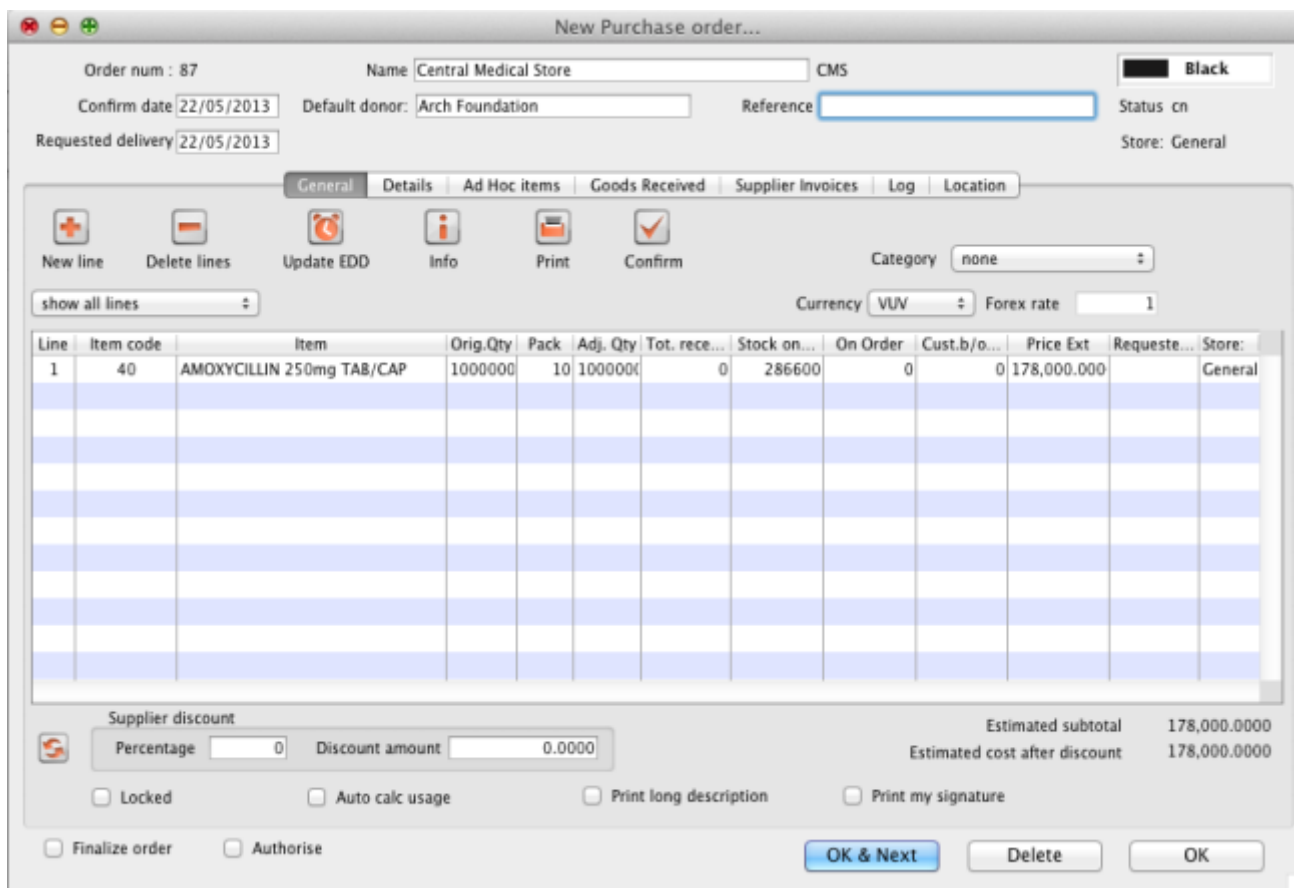 New Purchase order...
Order num : 87 Name Central Medical Store CMS Black
Confirm date 22/05/2013 Default donor: Arch Foundation Reference Status cn
Requested delivery 22/05/2013 Store: General
General Details Ad Hoc items Goods Received Supplier Invoices Log Location
New line Delete lines Update EDD Info Print Confirm Category none
show all lines Currency VUV Forex rate 1
Line Item code Item Orig.Qty Pack Adj. Qty Tot. rece... Stock on... On Order Cust.b/o... Price Ext Requeste... Store:
1 40 AMOXYCILLIN 250mg TAB/CAP 1000000 10 1000000 0 286600 0 0 178,000.000 General
Supplier discount
Percentage 0 Discount amount 0.0000
Estimated subtotal 178,000.0000
Estimated cost after discount 178,000.0000
Locked Auto calc usage Print long description Print my signature
Finalize order Authorise OK & Next Delete OK